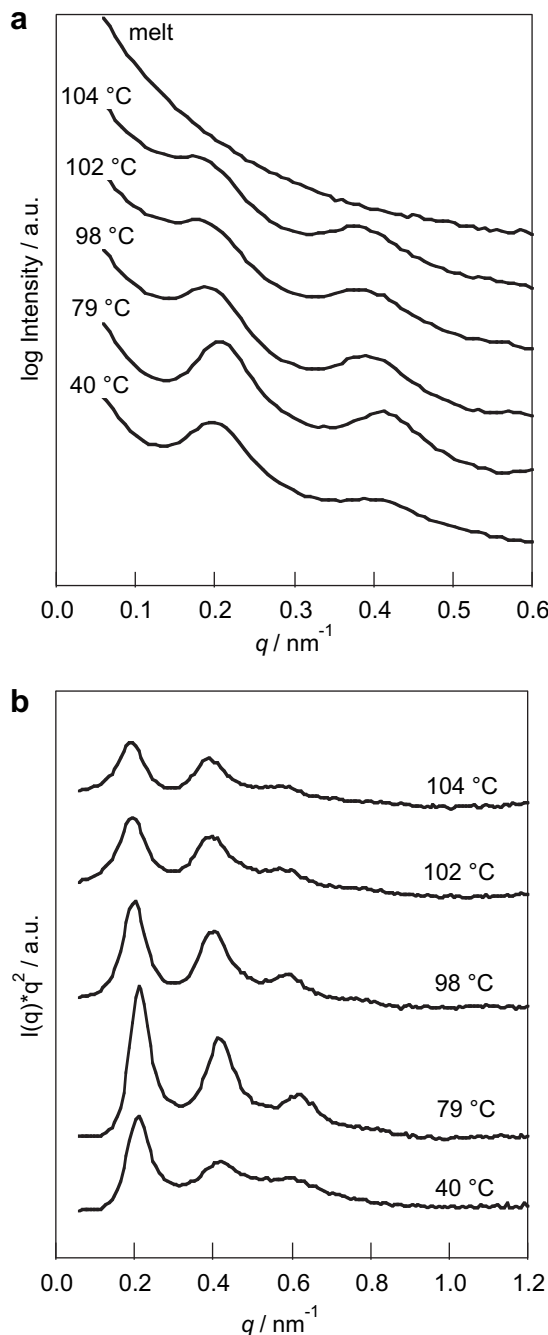 a
melt
104 °C
102 °C
98 °C
79 °C
40 °C
log Intensity / a.u.
0.0 0.1 0.2 0.3 0.4 0.5 0.6
q / nm⁻¹
b
104 °C
102 °C
98 °C
79 °C
40 °C
I(q)*q² / a.u.
0.0 0.2 0.4 0.6 0.8 1.0 1.2
q / nm⁻¹